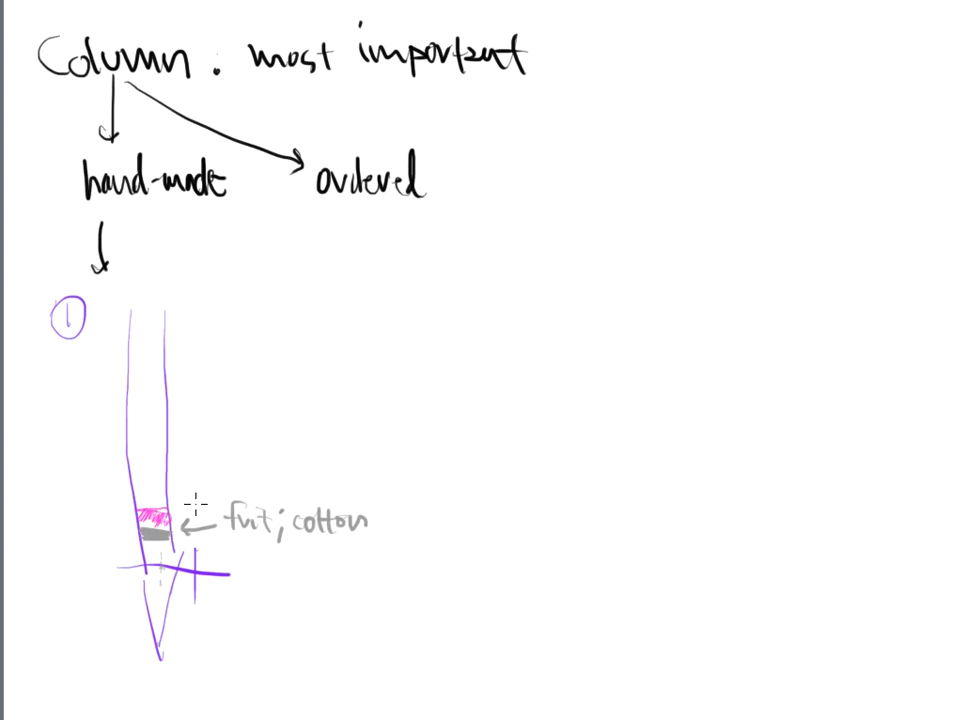 Column : most important
hand-made ordered
①
frit; cotton